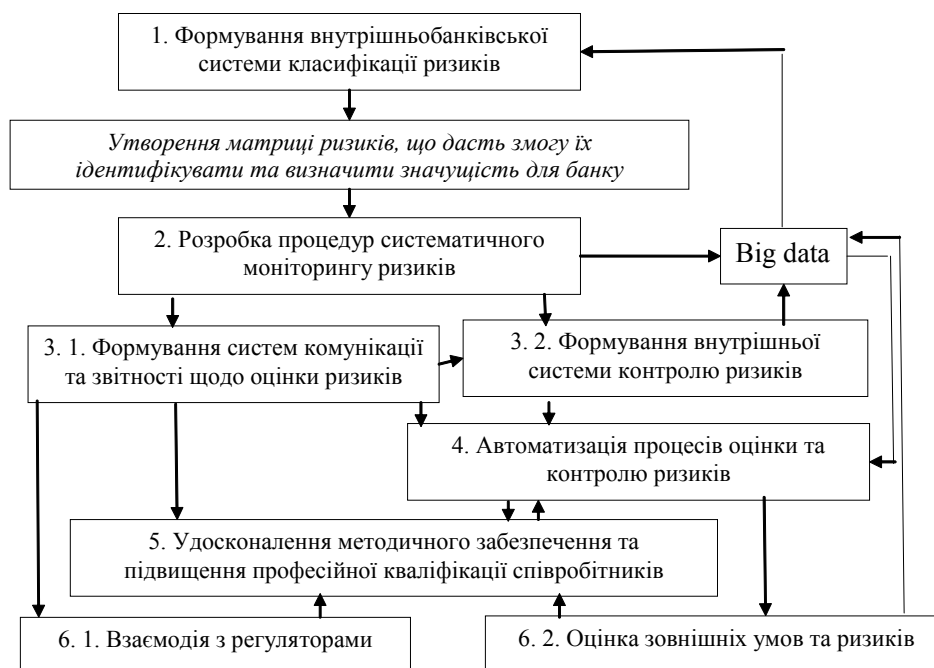 1. Формування внутрішньобанківської
системи класифікації ризиків
Утворення матриці ризиків, що дасть змогу їх
ідентифікувати та визначити значущість для банку
2. Розробка процедур систематичного
моніторингу ризиків
Big data
3. 1. Формування систем комунікації
та звітності щодо оцінки ризиків
3. 2. Формування внутрішньої
системи контролю ризиків
4. Автоматизація процесів оцінки та
контролю ризиків
5. Удосконалення методичного забезпечення та
підвищення професійної кваліфікації співробітників
6. 1. Взаємодія з регуляторами
6. 2. Оцінка зовнішніх умов та ризиків